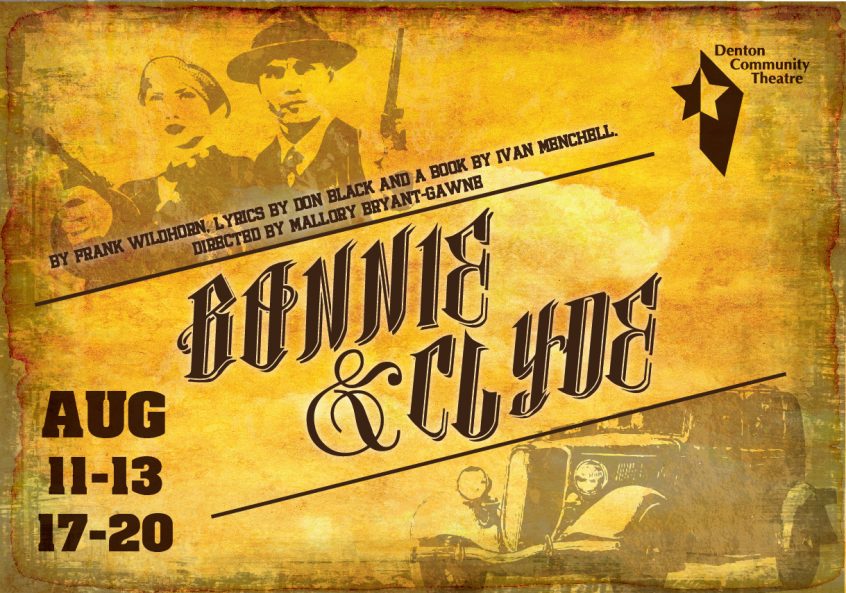 Denton
Community
Theatre
BY FRANK WILDHORN, LYRICS BY DON BLACK AND A BOOK BY IVAN MENCHELL.
DIRECTED BY MALLORY BRYANT-GAWNE
BONNIE
& CLYDE
AUG
11-13
17-20